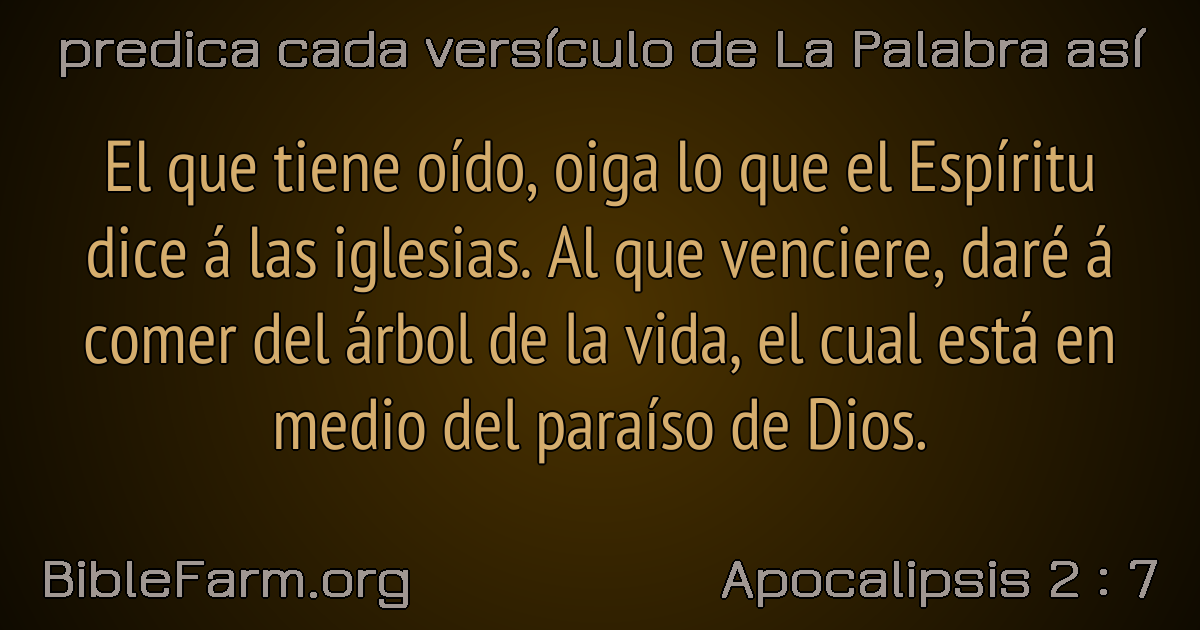 predica cada versículo de La Palabra así
El que tiene oído, oiga lo que el Espíritu
dice á las iglesias. Al que venciere, daré á
comer del árbol de la vida, el cual está en
medio del paraíso de Dios.
BibleFarm.org
Apocalipsis 2 : 7